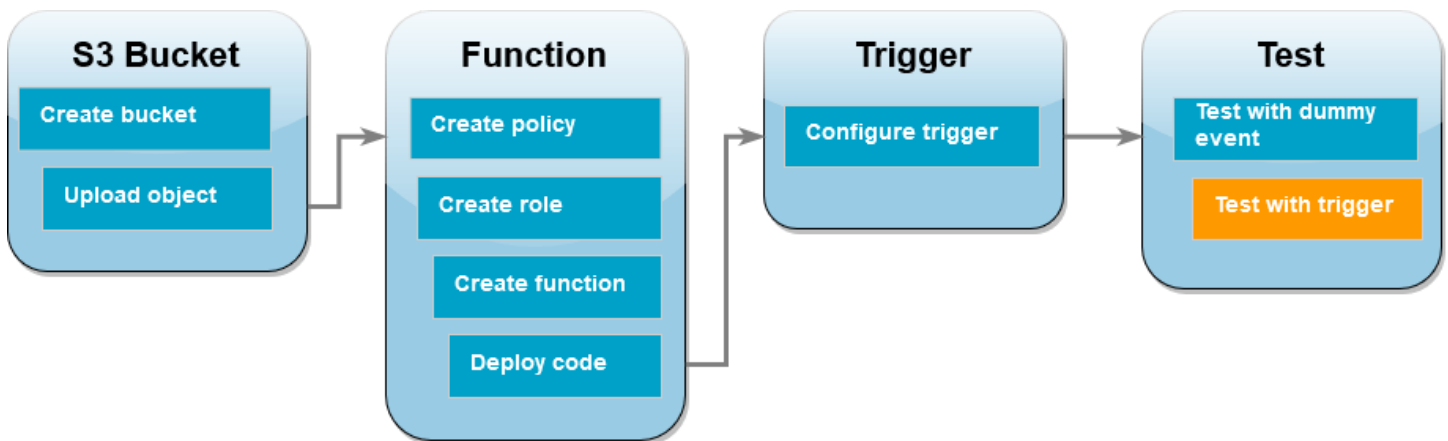 S3 Bucket
Create bucket
Upload object
Function
Create policy
Create role
Create function
Deploy code
Trigger
Configure trigger
Test
Test with dummy
event
Test with trigger